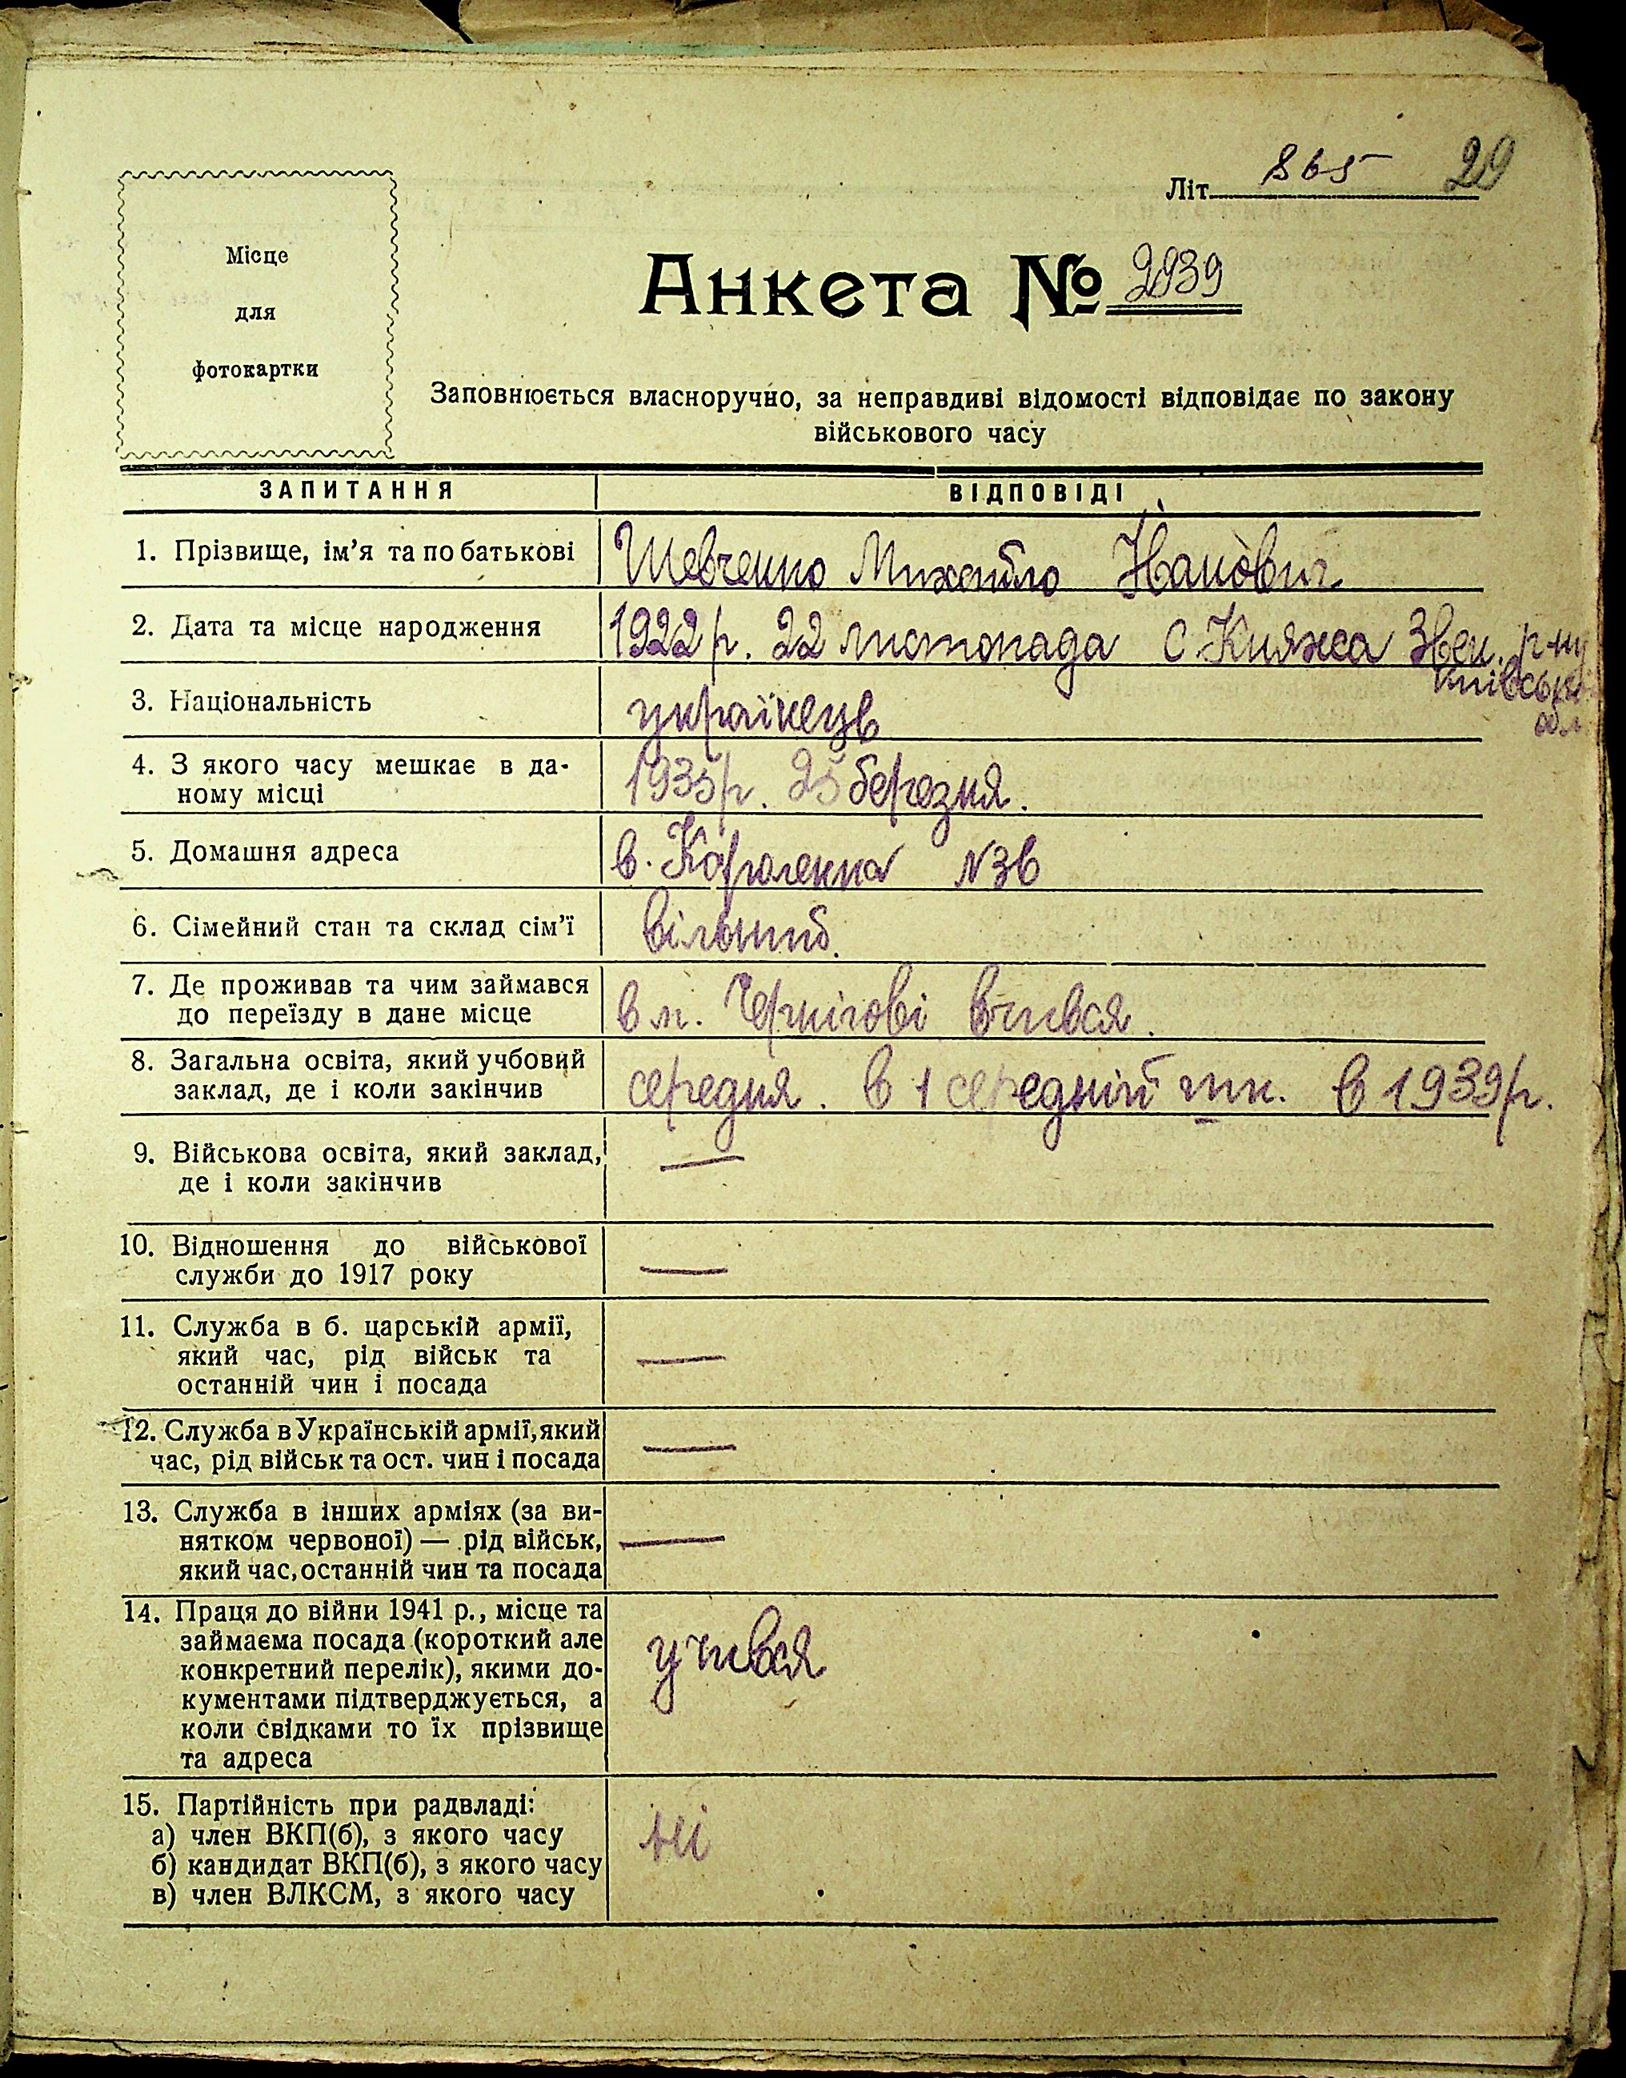 Літ. 865 29
Місце
для
фотокартки
Анкета № 2939
Заповнюється власноручно, за неправдиві відомості відповідає по закону
військового часу
ЗАПИТАННЯ ВІДПОВІДІ
1. Прізвище, ім’я та по батькові Шевченко Михайло
2. Дата та місце народження 1922 р. 22 листопада с. Княжа Звен. р-ну
Київської
обл.
3. Національність українець
4. З якого часу мешкає в да-
ному місці
1935 р. 25 березня.
5. Домашня адреса в. Короленка
6. Сімейний стан та склад сім’ї вільний.
7. Де проживав та чим займався
до переїзду в дане місце
в м. Чернігові вчився.
8. Загальна освіта, який учбовий
заклад, де і коли закінчив
середня. в 1 середній шк. в 1939 р.
9. Військова освіта, який заклад,
де і коли закінчив
—
10. Відношення до військової
служби до 1917 року
—
11. Служба в б. царській армії,
який час, рід військ та
останній чин і посада
—
12. Служба в Українській армії, який
час, рід військ та ост. чин і посада
—
13. Служба в інших арміях (за ви-
нятком червоної) — рід військ,
який час, останній чин та посада
—
14. Праця до війни 1941 р., місце та
займаєма посада (короткий але
конкретний перелік), якими до-
кументами підтверджується, а
коли свідками то їх прізвище
та адреса
учився
15. Партійність при радвладі:
а) член ВКП(б), з якого часу
б) кандидат ВКП(б), з якого часу
в) член ВЛКСМ, з якого часу
ні